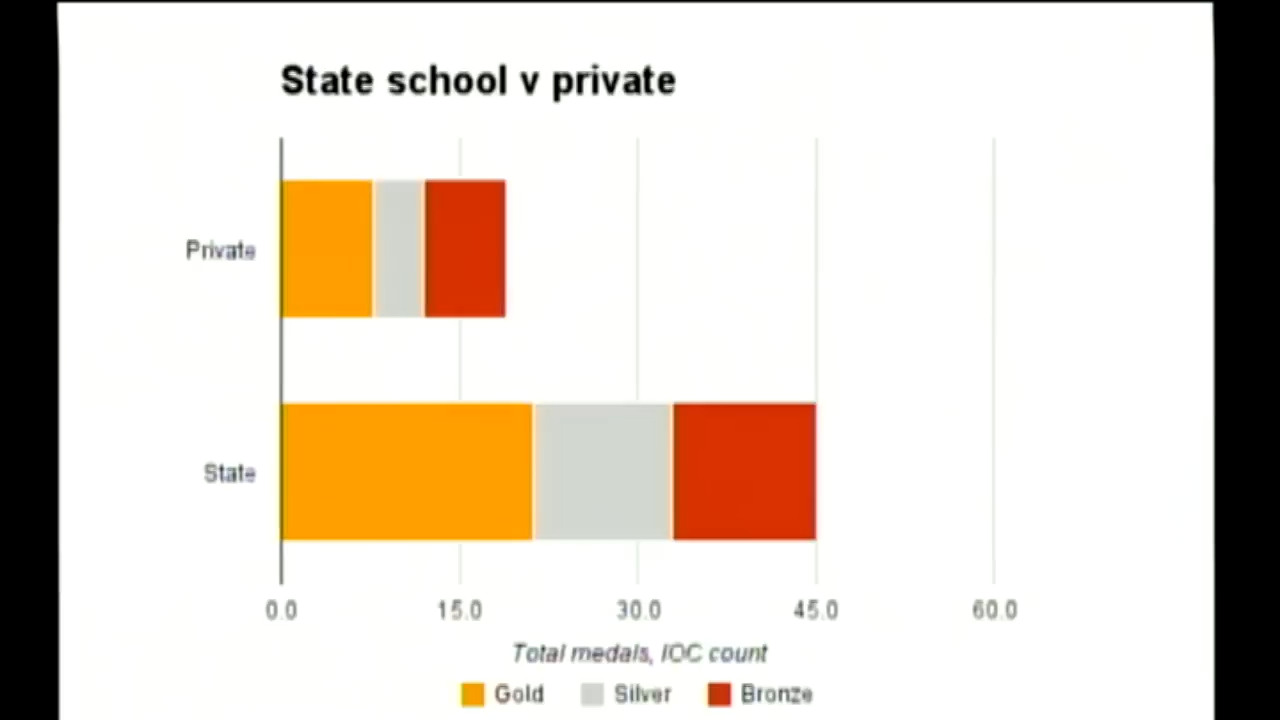 State school v private
Private
State
0.0 15.0 30.0 45.0 60.0
Total medals, IOC count
Gold Silver Bronze